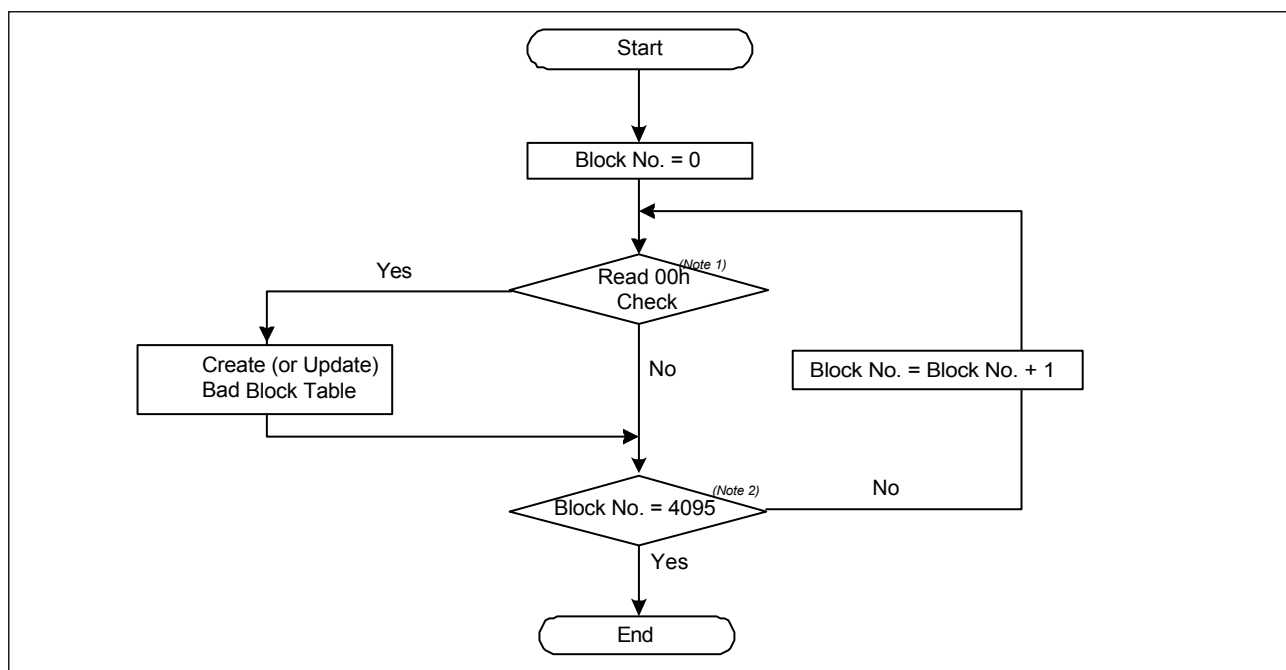 Start
Block No. = 0
Yes
Read 00h (Note 1)
Check
Create (or Update)
Bad Block Table
No
Block No. = Block No. + 1
Block No. = 4095 (Note 2)
No
Yes
End